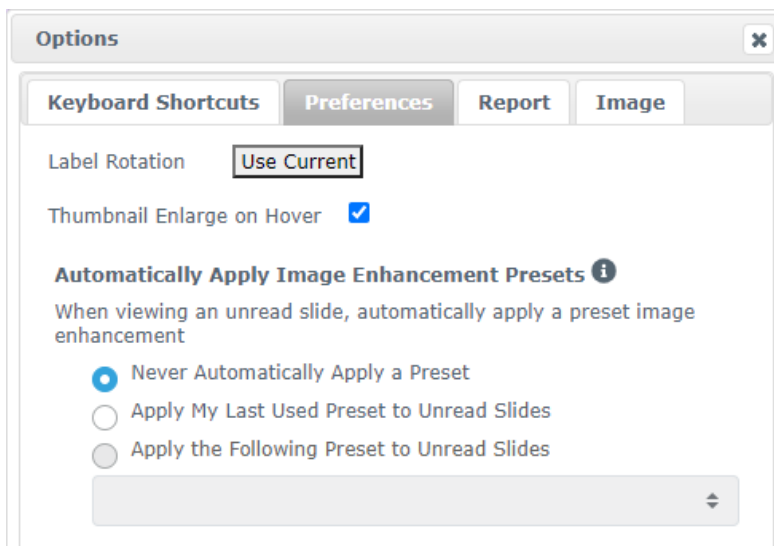 Options
Keyboard Shortcuts Preferences Report Image
Label Rotation Use Current
Thumbnail Enlarge on Hover
Automatically Apply Image Enhancement Presets
When viewing an unread slide, automatically apply a preset image
enhancement
Never Automatically Apply a Preset
Apply My Last Used Preset to Unread Slides
Apply the Following Preset to Unread Slides